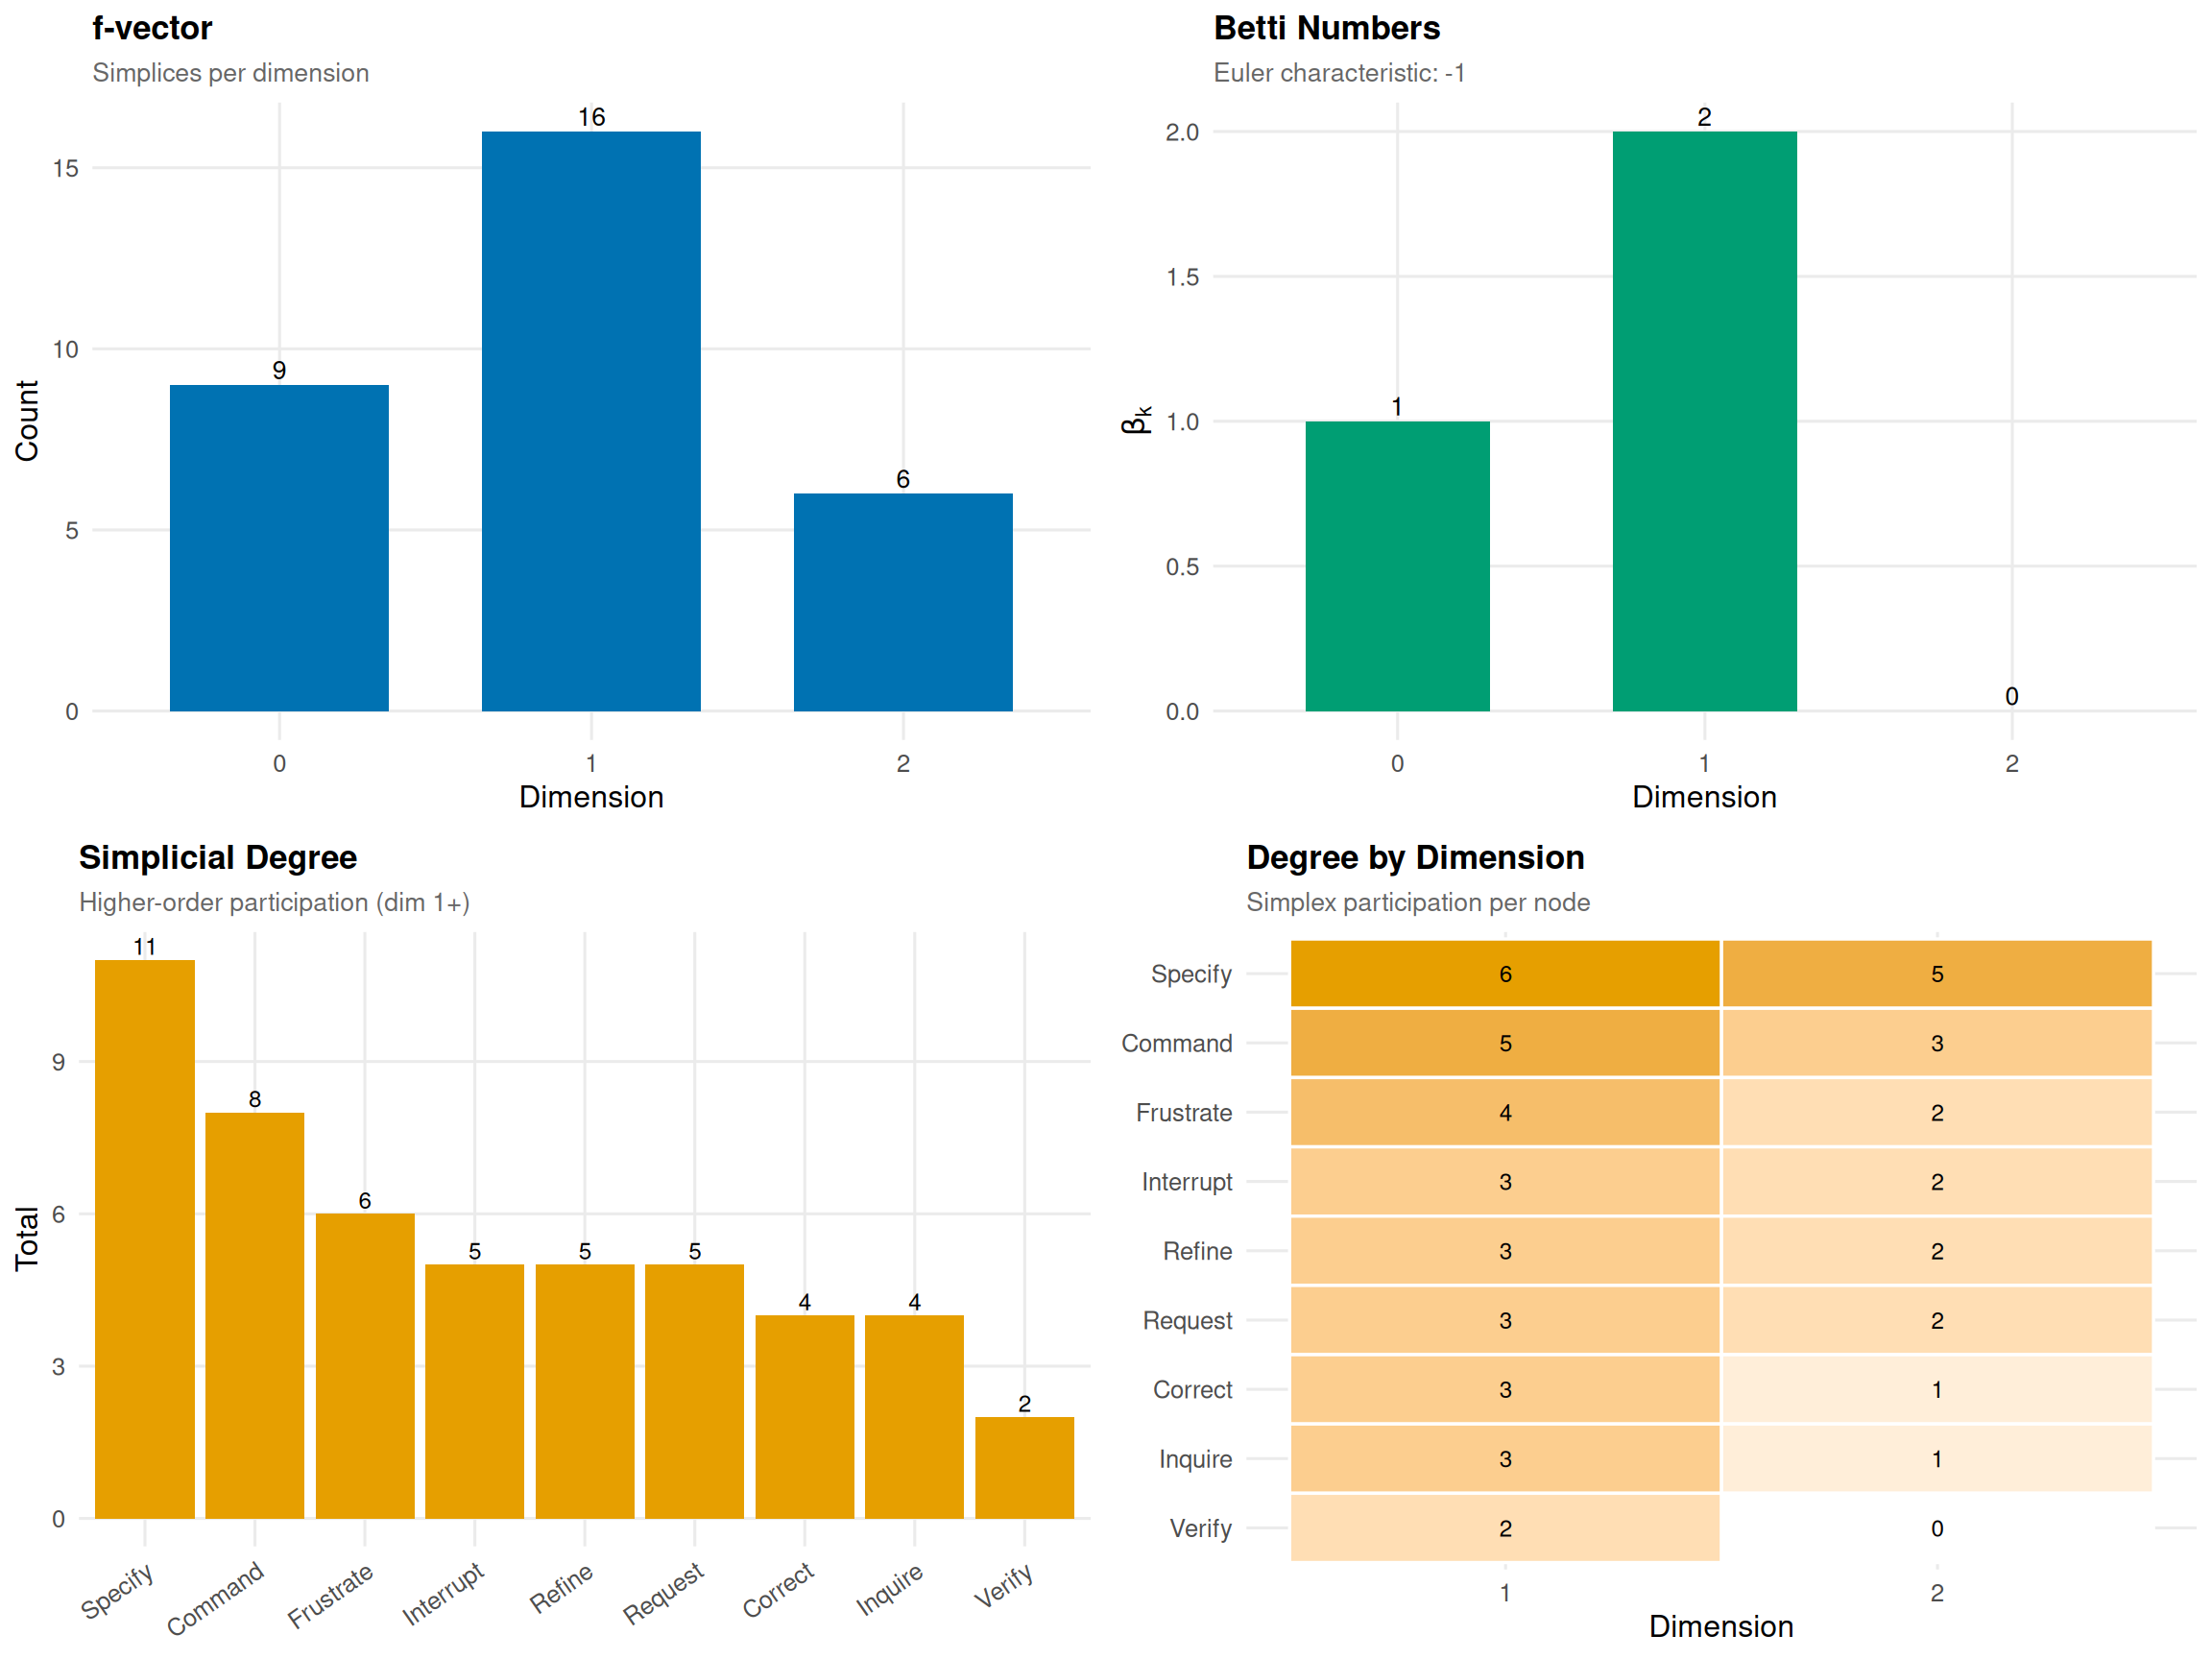 f-vector
Simplices per dimension
Count
15
10
5
0
9
16
6
0
1
2
Dimension
Betti Numbers
Euler characteristic: -1
βk
2.0
1.5
1.0
0.5
0.0
1
2
0
0
1
2
Dimension
Simplicial Degree
Higher-order participation (dim 1+)
Total
9
6
3
0
11
8
6
5
5
5
4
4
2
Specify
Command
Frustrate
Interrupt
Refine
Request
Correct
Inquire
Verify
Degree by Dimension
Simplex participation per node
Specify 6 5
Command 5 3
Frustrate 4 2
Interrupt 3 2
Refine 3 2
Request 3 2
Correct 3 1
Inquire 3 1
Verify 2 0
1 2
Dimension